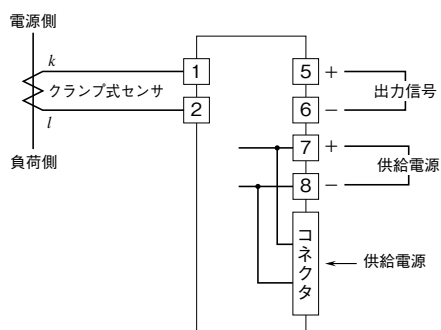 電源側
k
クランプ式センサ
l
負荷側
1
2
5 +
出力信号
6 −
7 +
供給電源
8 −
コネクタ
供給電源